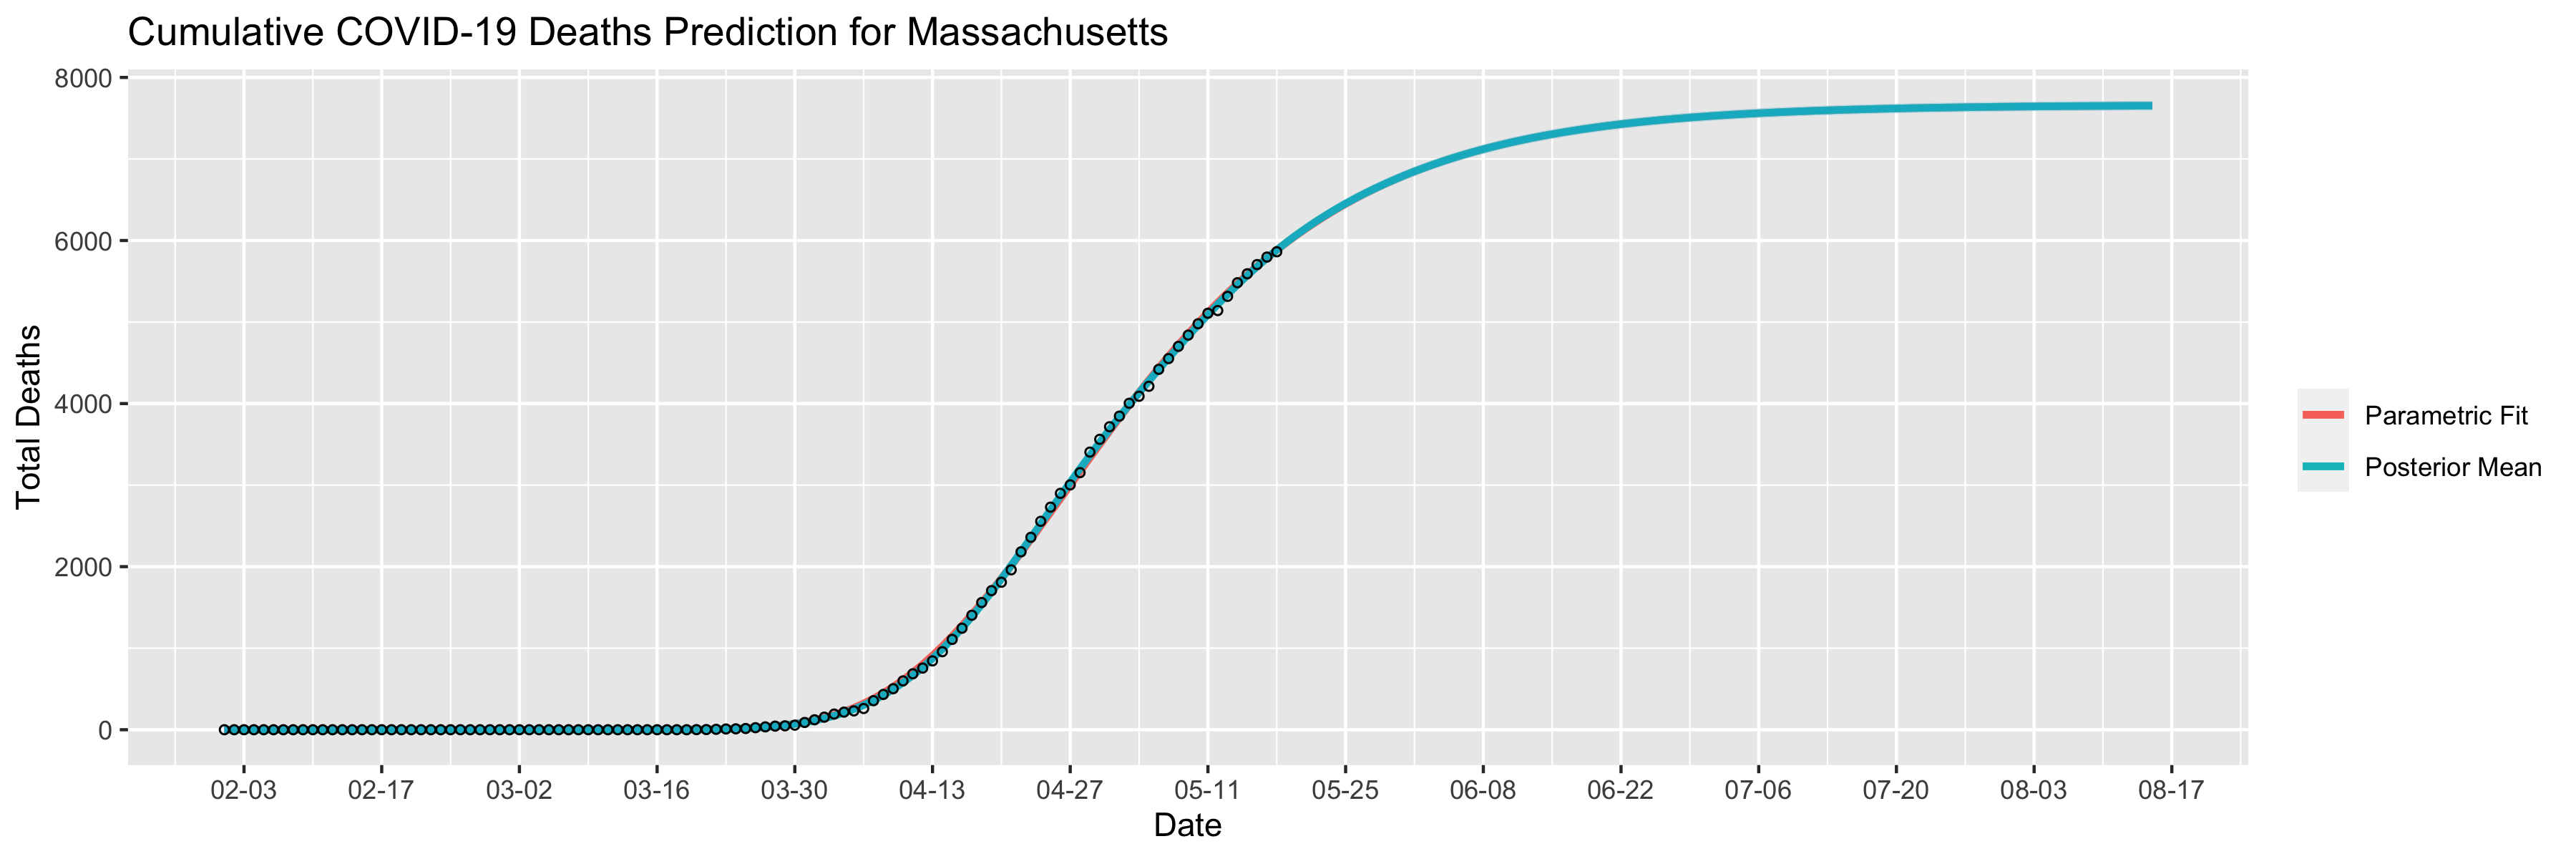 Cumulative COVID-19 Deaths Prediction for Massachusetts
8000
6000
4000
2000
0
Total Deaths
02-03 02-17 03-02 03-16 03-30 04-13 04-27 05-11 05-25 06-08 06-22 07-06 07-20 08-03 08-17
Date
Parametric Fit
Posterior Mean